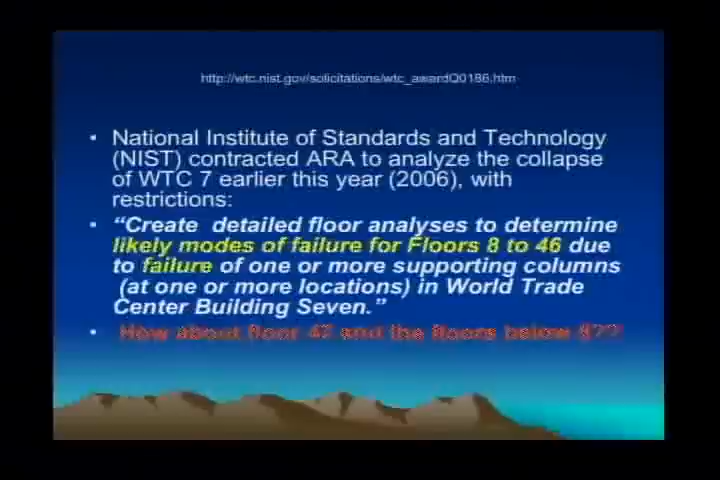 http://wtc.nist.gov/solicitations/wtc_awardQ0186.htm
• National Institute of Standards and Technology
(NIST) contracted ARA to analyze the collapse
of WTC 7 earlier this year (2006), with
restrictions:
• “Create detailed floor analyses to determine
likely modes of failure for Floors 8 to 46 due
to failure of one or more supporting columns
(at one or more locations) in World Trade
Center Building Seven.”
• How about floor 47 and the floors below 8??